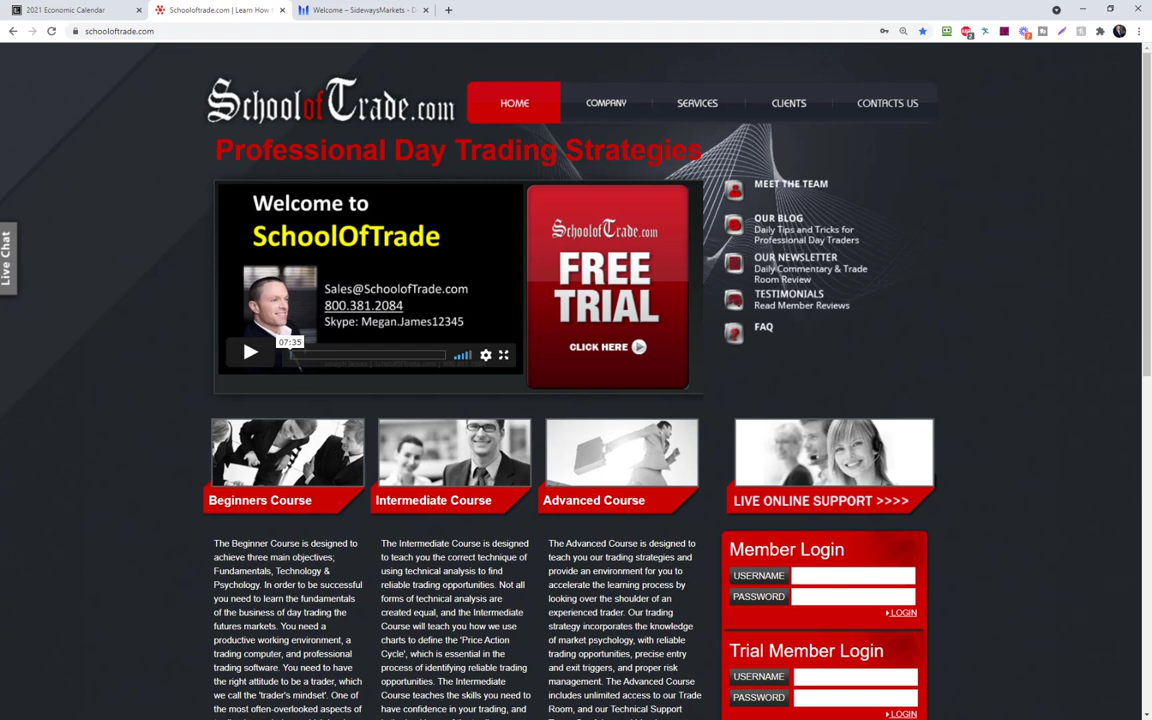 2021 Economic Calendar
Schooloftrade.com | Learn How
Welcome – SidewaysMarkets - D
schooloftrade.com
SchoolofTrade.com
HOME
COMPANY
SERVICES
CLIENTS
CONTACTS US
Professional Day Trading Strategies
Live Chat
Welcome to
SchoolOfTrade
Sales@SchoolofTrade.com
800.381.2084
Skype: Megan.James12345
07:35
SchoolofTrade.com
FREE
TRIAL
CLICK HERE
MEET THE TEAM
OUR BLOG
Daily Tips and Tricks for
Professional Day Traders
OUR NEWSLETTER
Daily Commentary & Trade
Room Review
TESTIMONIALS
Read Member Reviews
FAQ
Beginners Course
Intermediate Course
Advanced Course
LIVE ONLINE SUPPORT >>>>
The Beginner Course is designed to
achieve three main objectives;
Fundamentals, Technology &
Psychology. In order to be successful
you need to learn the fundamentals
of the business of day trading the
futures markets. You need a
productive working environment, a
trading computer, and professional
trading software. You need to have
the right attitude to be a trader, which
we call the 'trader's mindset'. One of
the most often-overlooked aspects of
The Intermediate Course is designed
to teach you the correct technique of
using technical analysis to find
reliable trading opportunities. Not all
forms of technical analysis are
created equal, and the Intermediate
Course will teach you how we use
charts to define the 'Price Action
Cycle', which is essential in the
process of identifying reliable trading
opportunities. The Intermediate
Course teaches the skills you need to
have confidence in your trading, and
The Advanced Course is designed to
teach you our trading strategies and
provide an environment for you to
accelerate the learning process by
looking over the shoulder of an
experienced trader. Our trading
strategy incorporates the knowledge
of market psychology, with reliable
trading opportunities, precise entry
and exit triggers, and proper risk
management. The Advanced Course
includes unlimited access to our Trade
Room, and our Technical Support
Member Login
USERNAME
PASSWORD
LOGIN
Trial Member Login
USERNAME
PASSWORD
LOGIN